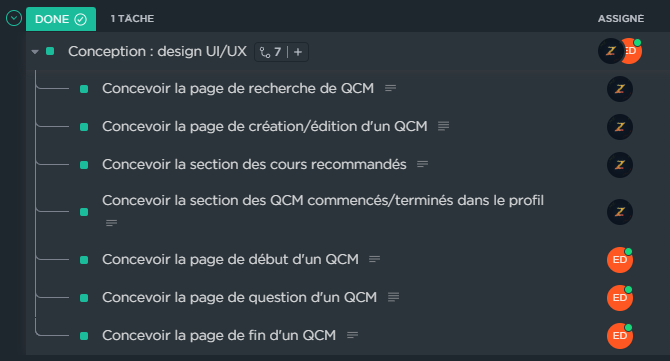 DONE 1 TÂCHE ASSIGNE
Conception : design UI/UX 7 + Z ED
Concevoir la page de recherche de QCM Z
Concevoir la page de création/édition d'un QCM Z
Concevoir la section des cours recommandés Z
Concevoir la section des QCM commencés/terminés dans le profil Z
Concevoir la page de début d'un QCM ED
Concevoir la page de question d'un QCM ED
Concevoir la page de fin d'un QCM ED